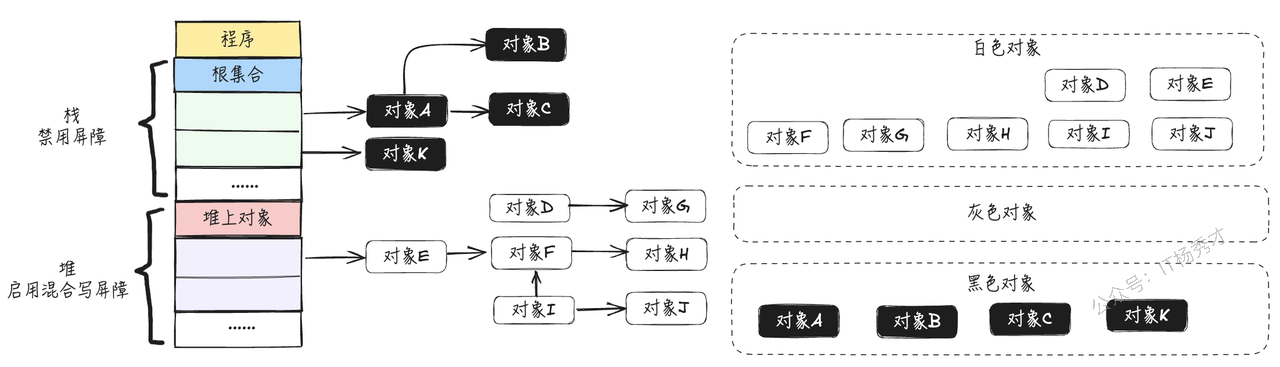 程序
根集合
栈
禁用屏障
......
堆上对象
堆
启用混合写屏障
......
对象A
对象B
对象C
对象K
对象D
对象G
对象E
对象F
对象H
对象I
对象J
白色对象
对象D
对象E
对象F
对象G
对象H
对象I
对象J
灰色对象
黑色对象
对象A
对象B
对象C
对象K
公众号：IT杨秀才